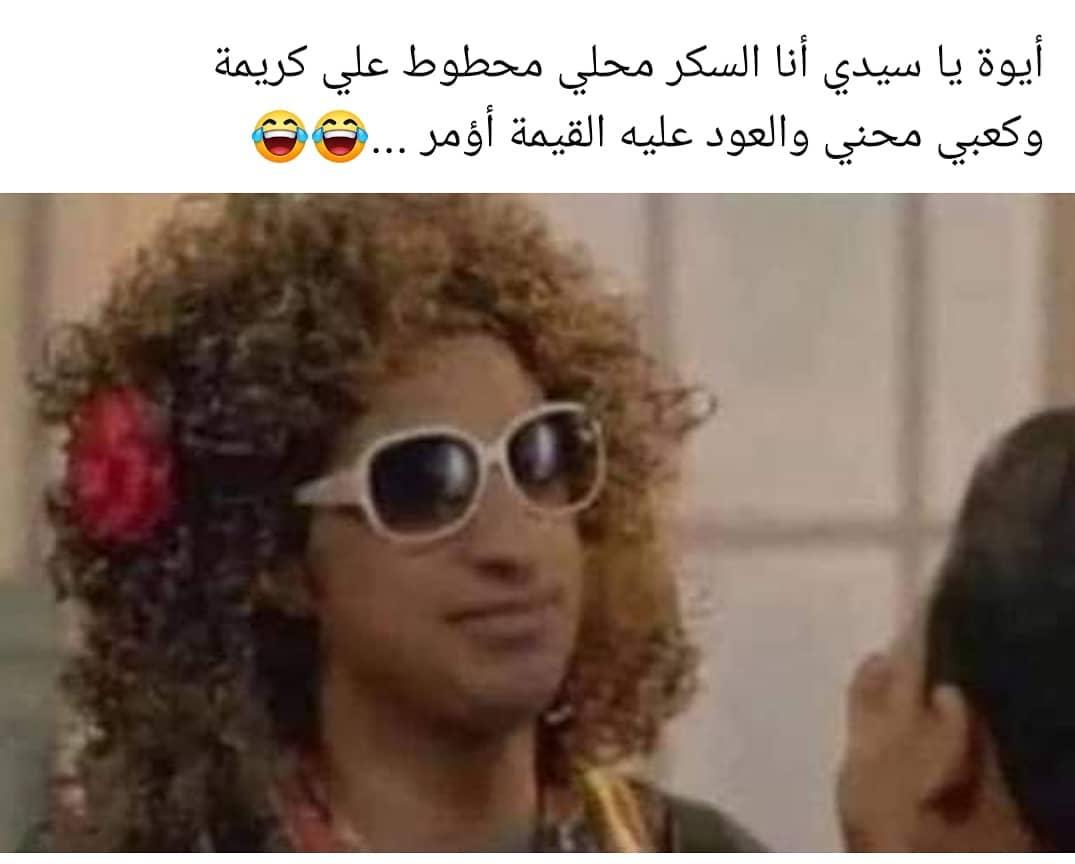 أيوة يا سيدي أنا السكر محلي محطوط علي كريمة
وكعبي محني والعود عليه القيمة أؤمر ...😂😂